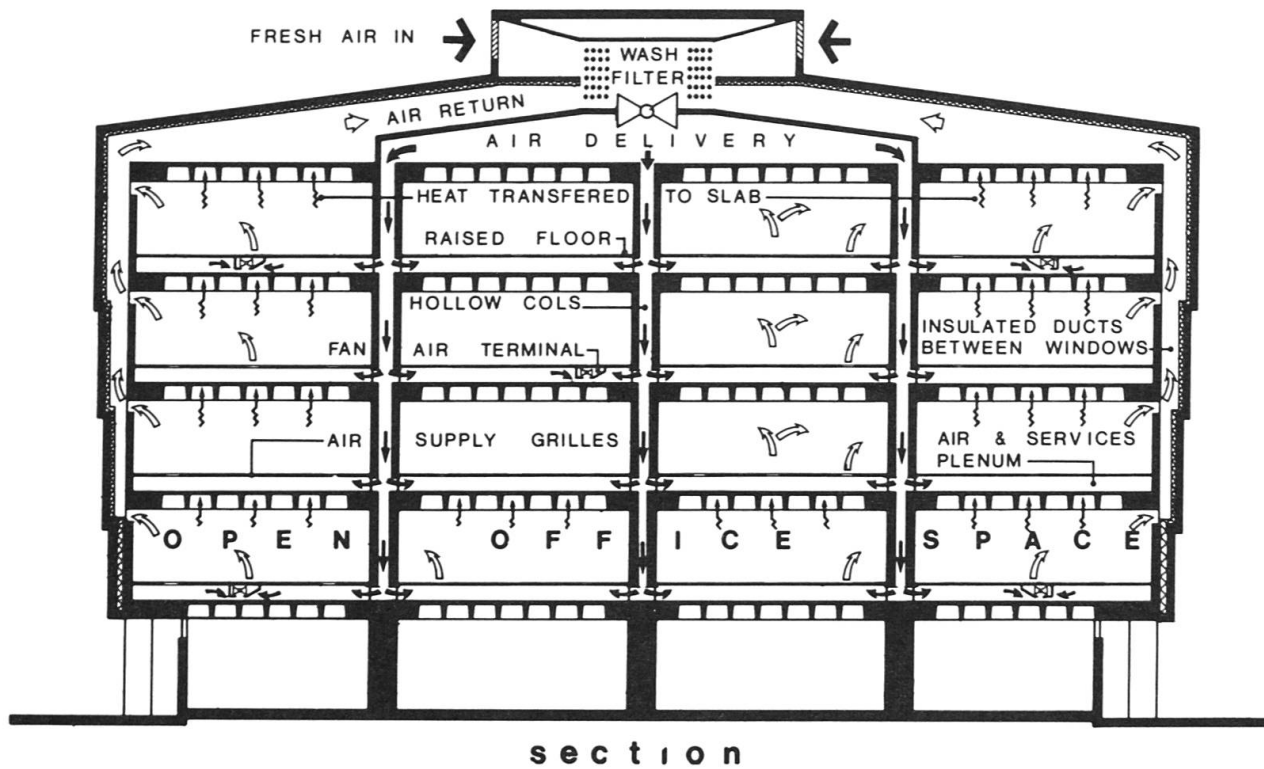 FRESH AIR IN
WASH
FILTER
AIR RETURN
AIR DELIVERY
HEAT TRANSFERED TO SLAB
RAISED FLOOR
HOLLOW COLS
FAN AIR TERMINAL
INSULATED DUCTS
BETWEEN WINDOWS
AIR SUPPLY GRILLES
AIR & SERVICES
PLENUM
OPEN OFFICE SPACE
section